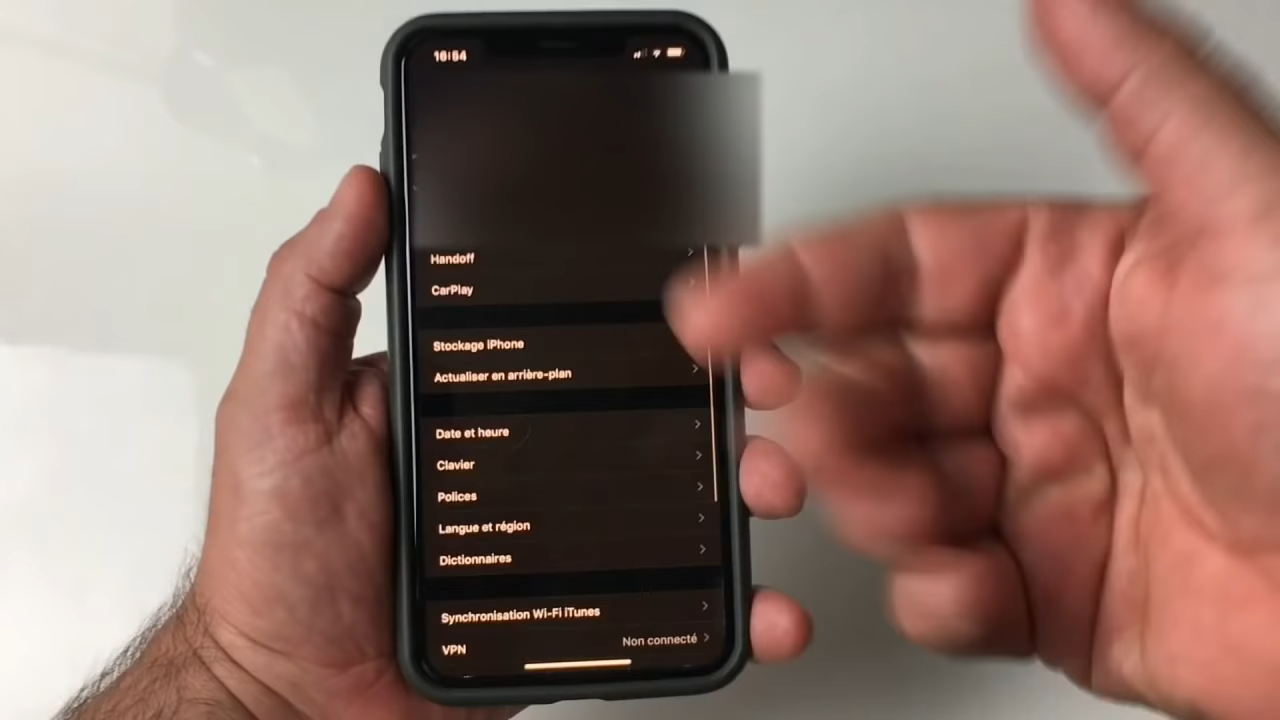 16:54
Handoff
CarPlay
Stockage iPhone
Actualiser en arrière-plan
Date et heure
Clavier
Polices
Langue et région
Dictionnaires
Synchronisation Wi-Fi iTunes
VPN Non connecté